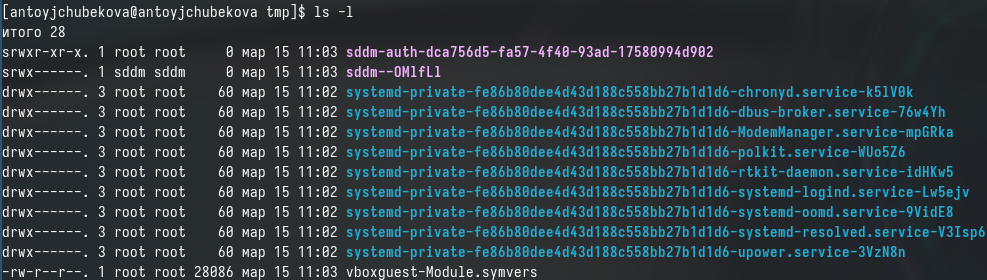 [antoyjchubekova@antoyjchubekova tmp]$ ls -l
итого 28
srwxr-xr-x. 1 root root     0 мар 15 11:03 sddm-auth-dca756d5-fa57-4f40-93ad-17580994d902
srwx------. 1 sddm sddm     0 мар 15 11:03 sddm--OMlfLl
drwx------. 3 root root    60 мар 15 11:02 systemd-private-fe86b80dee4d43d188c558bb27b1d1d6-chronyd.service-k5lV0k
drwx------. 3 root root    60 мар 15 11:02 systemd-private-fe86b80dee4d43d188c558bb27b1d1d6-dbus-broker.service-76w4Yh
drwx------. 3 root root    60 мар 15 11:02 systemd-private-fe86b80dee4d43d188c558bb27b1d1d6-ModemManager.service-mpGRka
drwx------. 3 root root    60 мар 15 11:02 systemd-private-fe86b80dee4d43d188c558bb27b1d1d6-polkit.service-WUo5Z6
drwx------. 3 root root    60 мар 15 11:02 systemd-private-fe86b80dee4d43d188c558bb27b1d1d6-rtkit-daemon.service-idHKw5
drwx------. 3 root root    60 мар 15 11:02 systemd-private-fe86b80dee4d43d188c558bb27b1d1d6-systemd-logind.service-Lw5ejv
drwx------. 3 root root    60 мар 15 11:02 systemd-private-fe86b80dee4d43d188c558bb27b1d1d6-systemd-oomd.service-9VidE8
drwx------. 3 root root    60 мар 15 11:02 systemd-private-fe86b80dee4d43d188c558bb27b1d1d6-systemd-resolved.service-V3Isp6
drwx------. 3 root root    60 мар 15 11:02 systemd-private-fe86b80dee4d43d188c558bb27b1d1d6-upower.service-3VzN8n
-rw-r--r--. 1 root root 28086 мар 15 11:03 vboxguest-Module.symvers